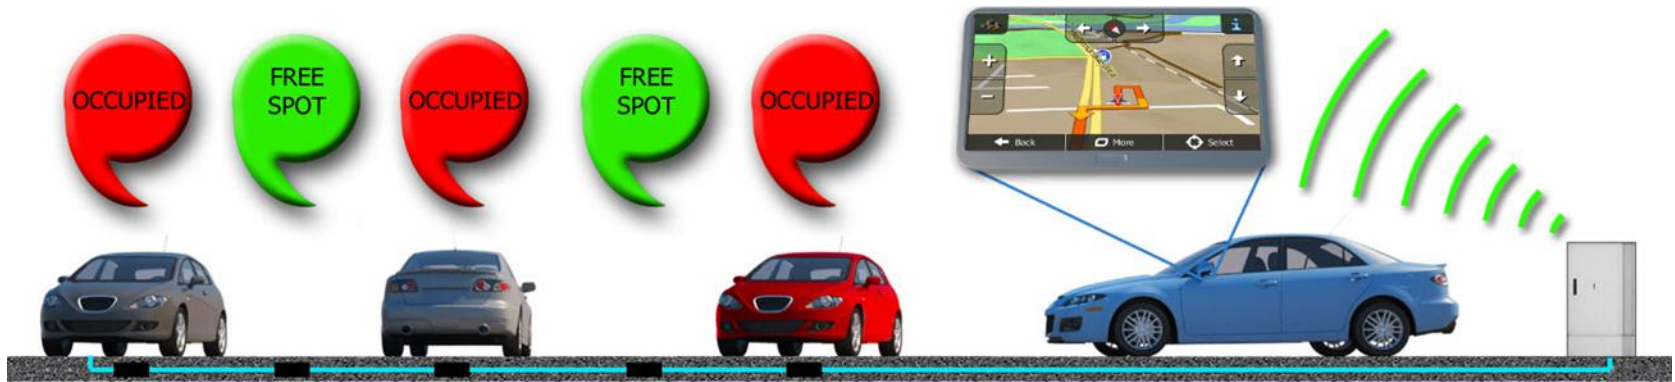 OCCUPIED
FREE
SPOT
OCCUPIED
FREE
SPOT
OCCUPIED
i
Back
More
Select